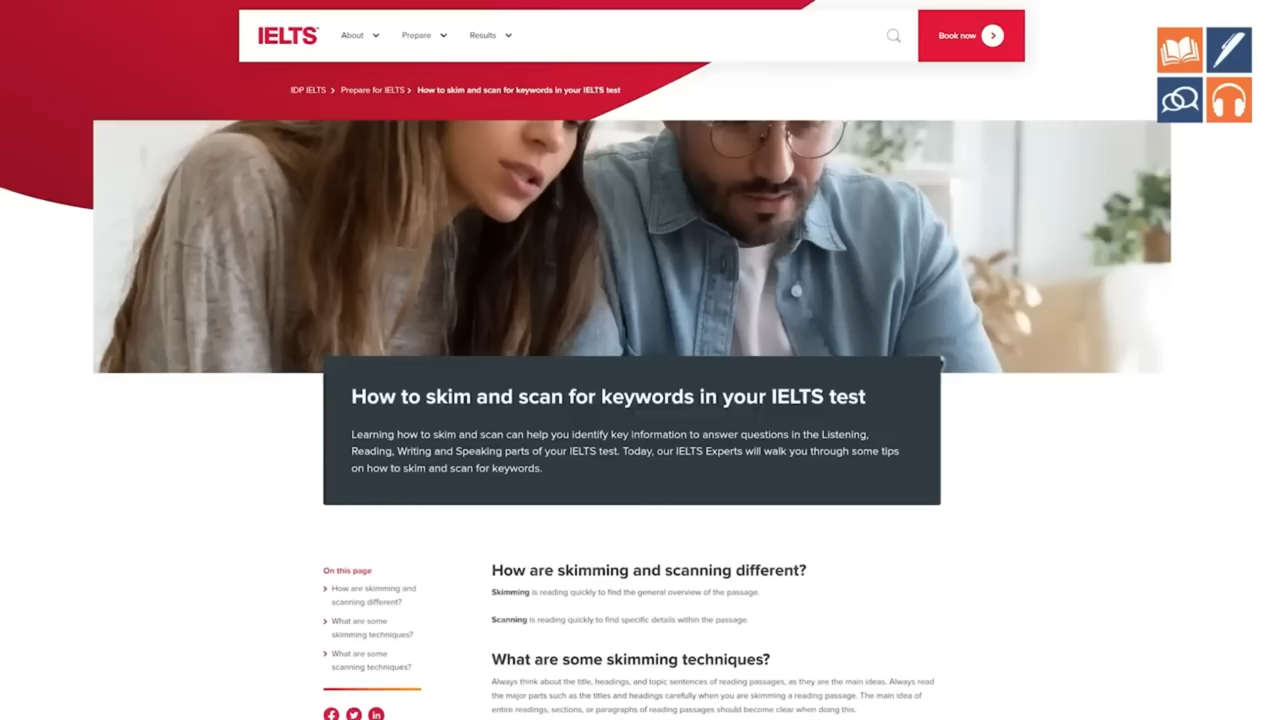 IELTS
About
Prepare
Results
Book now
IDP IELTS
Prepare for IELTS
How to skim and scan for keywords in your IELTS test
How to skim and scan for keywords in your IELTS test
Learning how to skim and scan can help you identify key information to answer questions in the Listening,
Reading, Writing and Speaking parts of your IELTS test. Today, our IELTS Experts will walk you through some tips
on how to skim and scan for keywords.
On this page
How are skimming and
scanning different?
What are some
skimming techniques?
What are some
scanning techniques?
How are skimming and scanning different?
Skimming is reading quickly to find the general overview of the passage.
Scanning is reading quickly to find specific details within the passage.
What are some skimming techniques?
Always think about the title, headings, and topic sentences of reading passages, as they are the main ideas. Always read
the major parts such as the titles and headings carefully when you are skimming a reading passage. The main idea of
entire readings, sections, or paragraphs of reading passages should become clear when doing this.